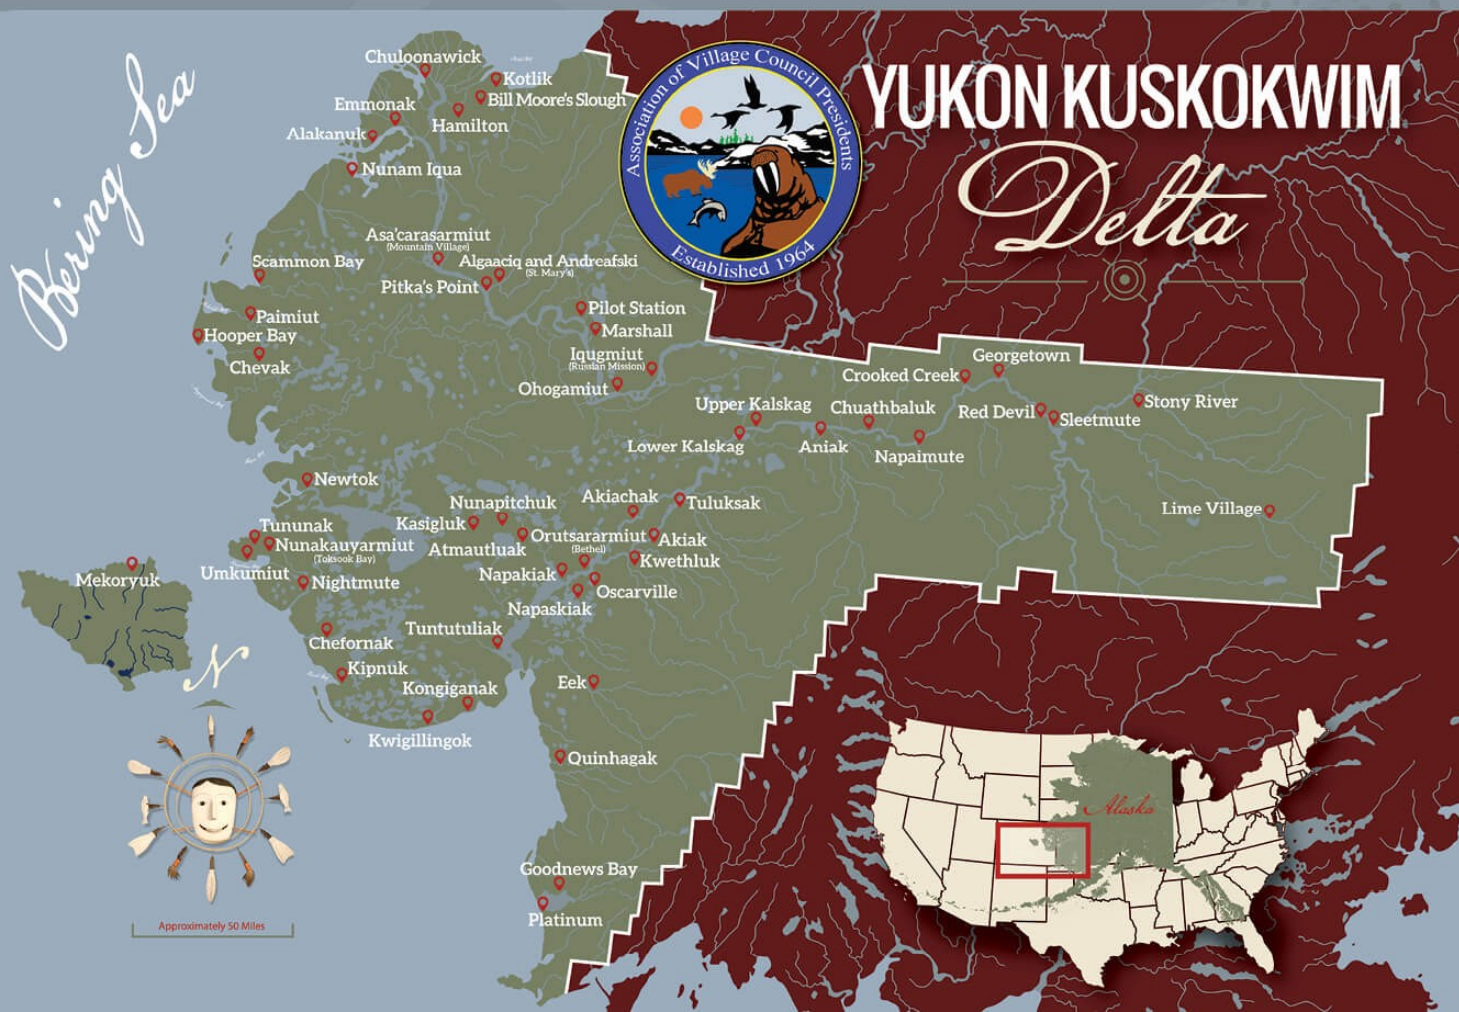 Bering Sea
Association of Village Council Presidents
Established 1964
YUKON KUSKOKWIM
Delta
Chuloonawick
Kotlik
Bill Moore's Slough
Emmonak
Hamilton
Alakanuk
Nunam Iqua
Asa'carasarmiut
(Mountain Village)
Scammon Bay
Algaaciq and Andreafski
(St. Mary's)
Pitka's Point
Pilot Station
Paimiut
Marshall
Hooper Bay
Iqugmiut
(Russian Mission)
Chevak
Ohogamiut
Georgetown
Crooked Creek
Upper Kalskag
Chuathbaluk
Red Devil
Stony River
Sleetmute
Lower Kalskag
Aniak
Napaimute
Newtok
Nunapitchuk
Akiachak
Tuluksak
Lime Village
Tununak
Kasigluk
Orutsararmiut
(Bethel)
Akiak
Nunakauyarmiut
(Toksook Bay)
Atmautluak
Kwethluk
Umkumiut
Napakiak
Mekoryuk
Nightmute
Oscarville
Napaskiak
Tuntutuliak
Chefornak
Kipnuk
Kongiganak
Eek
N
Kwigillingok
Quinhagak
Alaska
Goodnews Bay
Platinum
Approximately 50 Miles